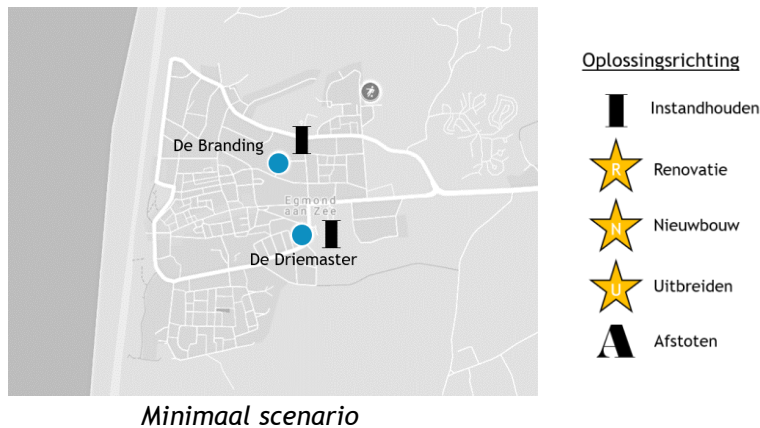 De Branding
Egmond
aan Zee
De Driemaster
Minimaal scenario
Oplossingsrichting
I Instandhouden
R Renovatie
N Nieuwbouw
U Uitbreiden
A Afstoten